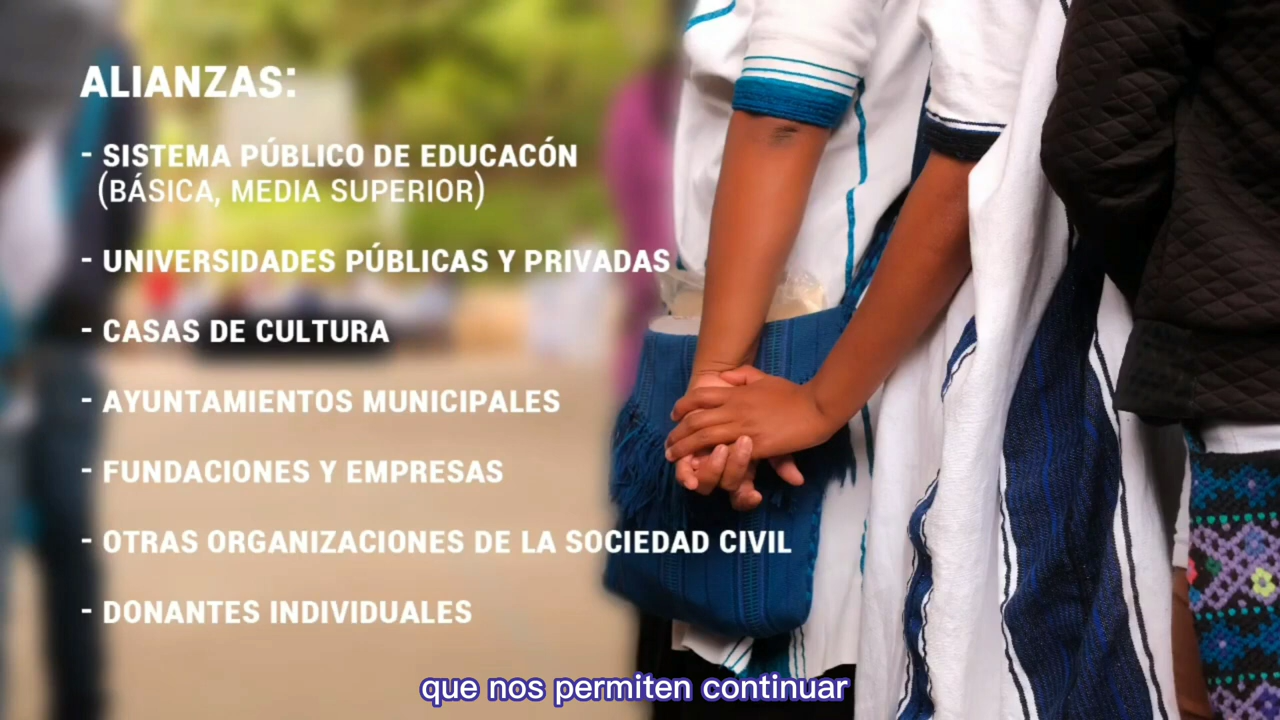 ALIANZAS:
- SISTEMA PÚBLICO DE EDUCACÓN
(BÁSICA, MEDIA SUPERIOR)
- UNIVERSIDADES PÚBLICAS Y PRIVADAS
- CASAS DE CULTURA
- AYUNTAMIENTOS MUNICIPALES
- FUNDACIONES Y EMPRESAS
- OTRAS ORGANIZACIONES DE LA SOCIEDAD CIVIL
- DONANTES INDIVIDUALES
que nos permiten continuar